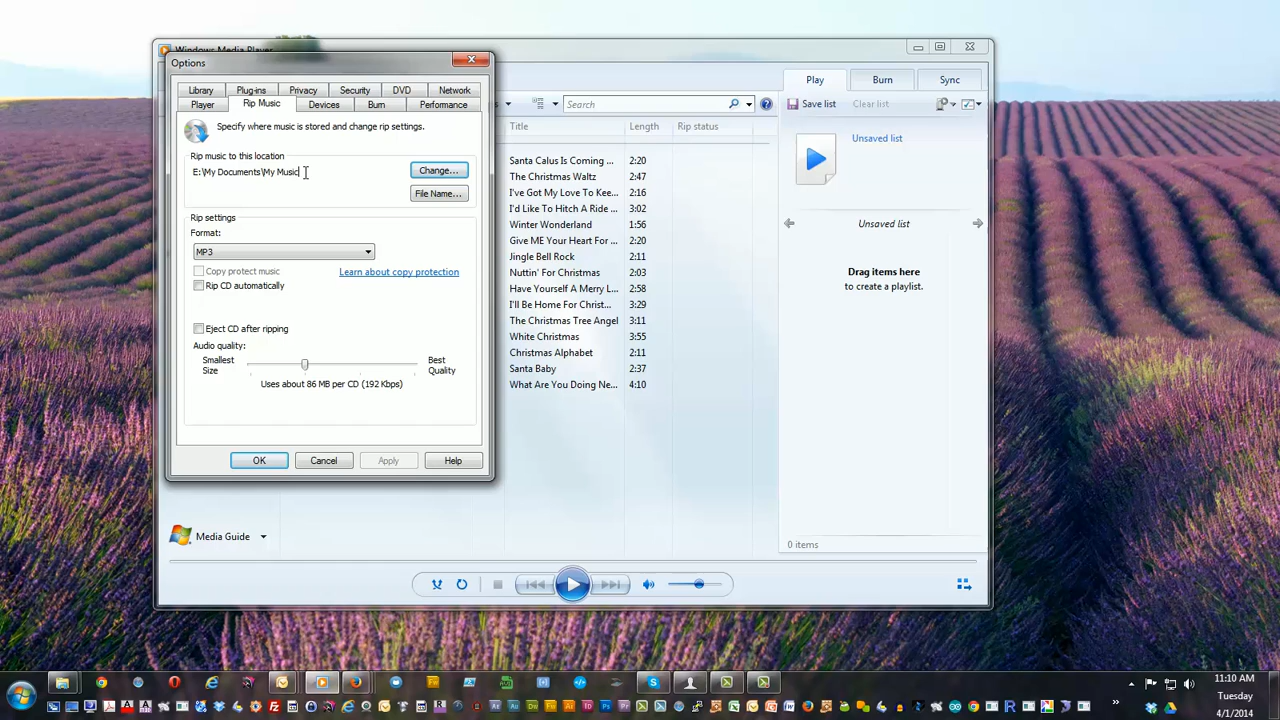 Windows Media Player
Options
Library Plug-ins Privacy Security DVD Network
Player Rip Music Devices Burn Performance
Specify where music is stored and change rip settings.
Rip music to this location
E:\My Documents\My Music
Change...
File Name...
Rip settings
Format:
MP3
Copy protect music
Learn about copy protection
Rip CD automatically
Eject CD after ripping
Audio quality:
Smallest Size
Best Quality
Uses about 86 MB per CD (192 Kbps)
OK Cancel Apply Help
Play Burn Sync
Search
Save list Clear list
Title Length Rip status
Santa Calus Is Coming ... 2:20
The Christmas Waltz 2:47
I've Got My Love To Kee... 2:16
I'd Like To Hitch A Ride ... 3:02
Winter Wonderland 1:56
Give ME Your Heart For ... 2:20
Jingle Bell Rock 2:11
Nuttin' For Christmas 2:03
Have Yourself A Merry L... 2:58
I'll Be Home For Christ... 3:29
The Christmas Tree Angel 3:11
White Christmas 3:55
Christmas Alphabet 2:11
Santa Baby 2:37
What Are You Doing Ne... 4:10
Unsaved list
Unsaved list
Drag items here
to create a playlist.
0 items
Media Guide
11:10 AM
Tuesday
4/1/2014